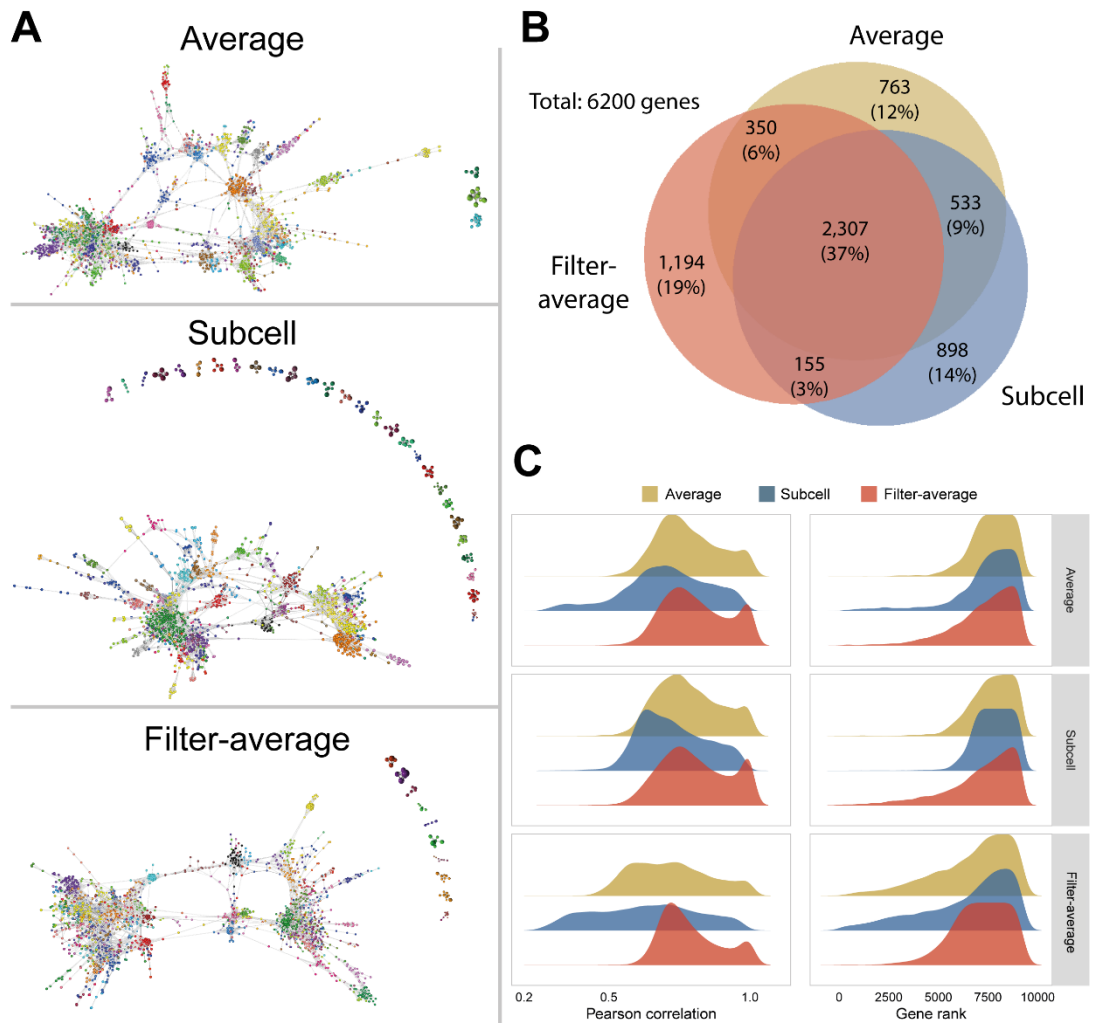 A
Average
Subcell
Filter-average
B
Average
Total: 6200 genes
763
(12%)
350
(6%)
533
(9%)
2,307
(37%)
Filter-
average
1,194
(19%)
155
(3%)
898
(14%)
Subcell
C
Average
Subcell
Filter-average
Average
Subcell
Filter-average
0.2
0.5
1.0
Pearson correlation
0
2500
5000
7500
10000
Gene rank